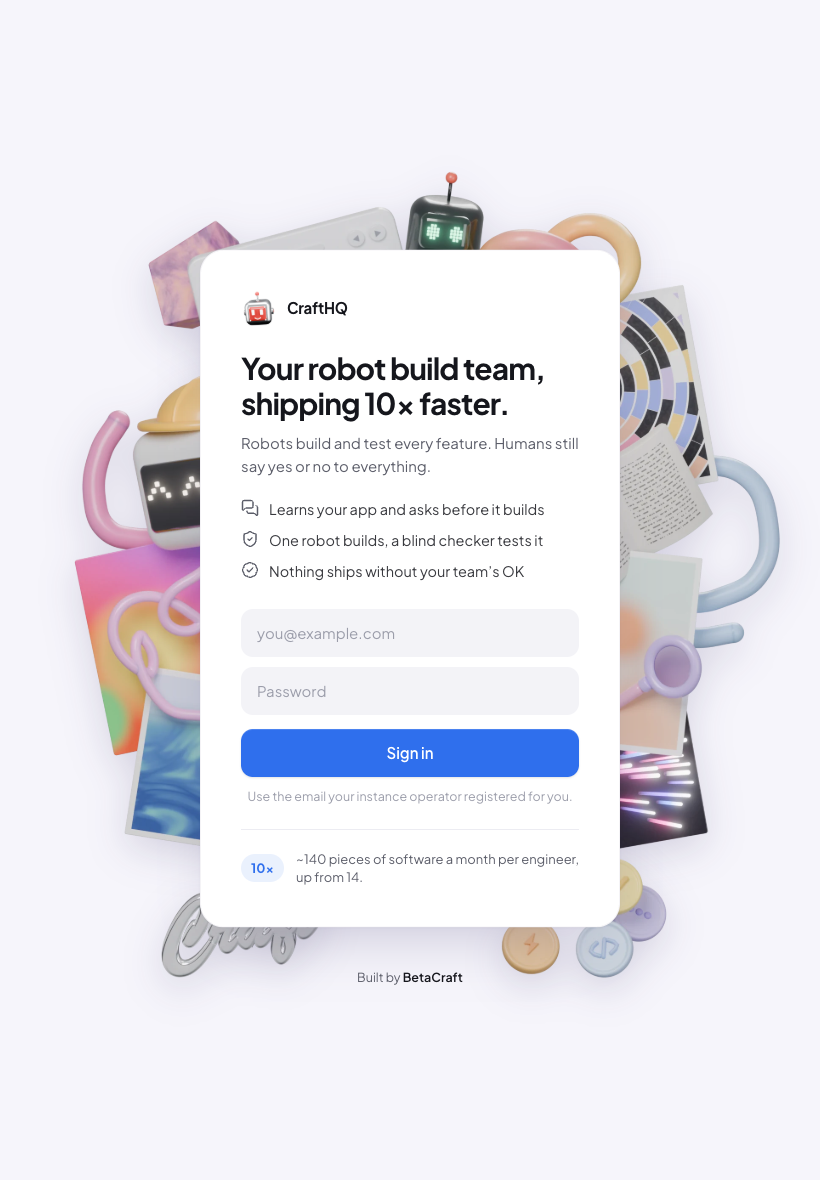 CraftHQ
Your robot build team,
shipping 10× faster.
Robots build and test every feature. Humans still
say yes or no to everything.
Learns your app and asks before it builds
One robot builds, a blind checker tests it
Nothing ships without your team's OK
you@example.com
Password
Sign in
Use the email your instance operator registered for you.
10×
~140 pieces of software a month per engineer,
up from 14.
Built by BetaCraft